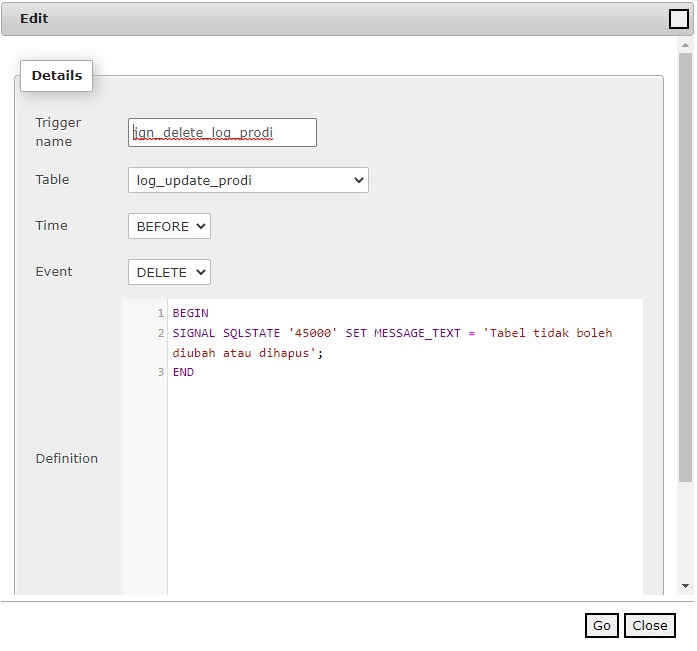 Edit
Details
Trigger
name
jgn_delete_log_prodi
Table
log_update_prodi
Time
BEFORE
Event
DELETE
Definition
1 BEGIN
2 SIGNAL SQLSTATE '45000' SET MESSAGE_TEXT = 'Tabel tidak boleh
diubah atau dihapus';
3 END
Go Close